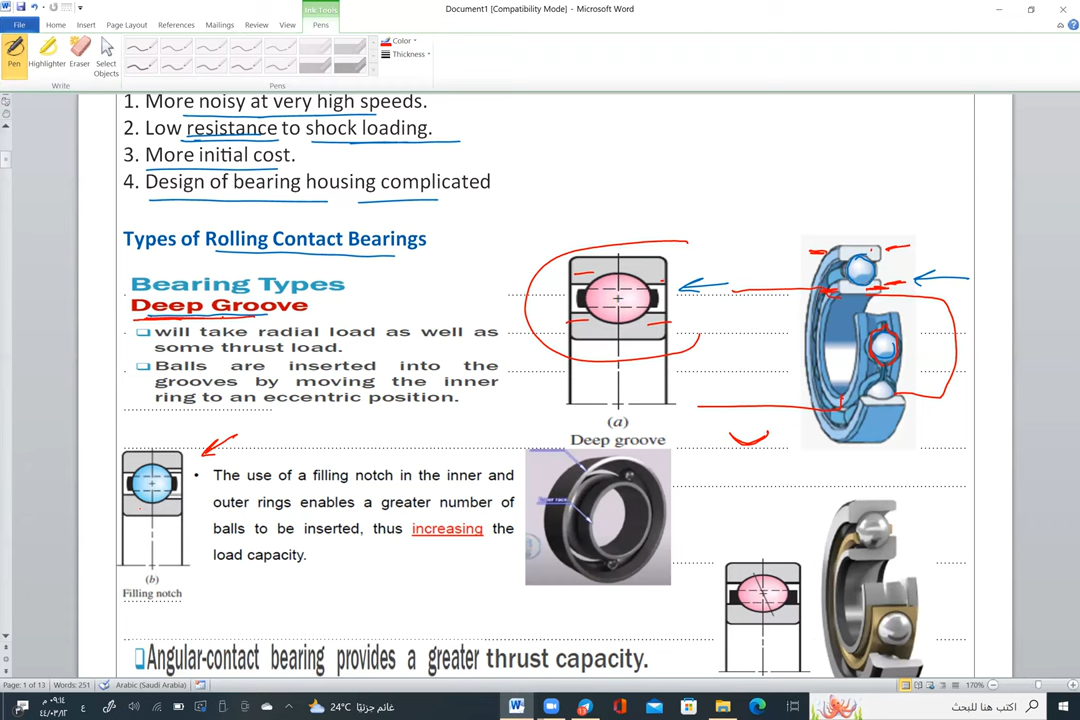 Document1 [Compatibility Mode] - Microsoft Word
Ink Tools
File Home Insert Page Layout References Mailings Review View Pens
Pen Highlighter Eraser Select Objects
Color
Thickness
Write
Pens
1. More noisy at very high speeds.
2. Low resistance to shock loading.
3. More initial cost.
4. Design of bearing housing complicated
Types of Rolling Contact Bearings
Bearing Types
Deep Groove
will take radial load as well as
some thrust load.
Balls are inserted into the
grooves by moving the inner
ring to an eccentric position.
(a)
Deep groove
• The use of a filling notch in the inner and
outer rings enables a greater number of
balls to be inserted, thus increasing the
load capacity.
(b)
Filling notch
Angular-contact bearing provides a greater thrust capacity.
Page: 1 of 13 Words: 251 Arabic (Saudi Arabia) 170%
24°C غائم جزئيًا
اكتب هنا للبحث